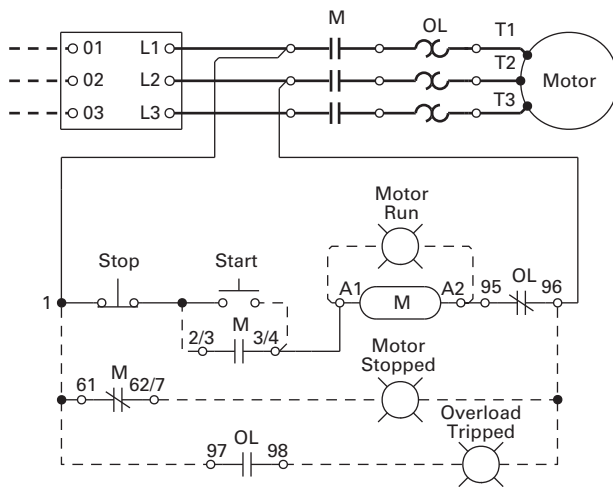 M OL T1
01 L1
T2
02 L2 Motor
T3
03 L3
Motor
Run
Stop Start
OL
1 A1 M A2 95 96
M
2/3 3/4
Motor
Stopped
M
61 62/7
Overload
Tripped
OL
97 98